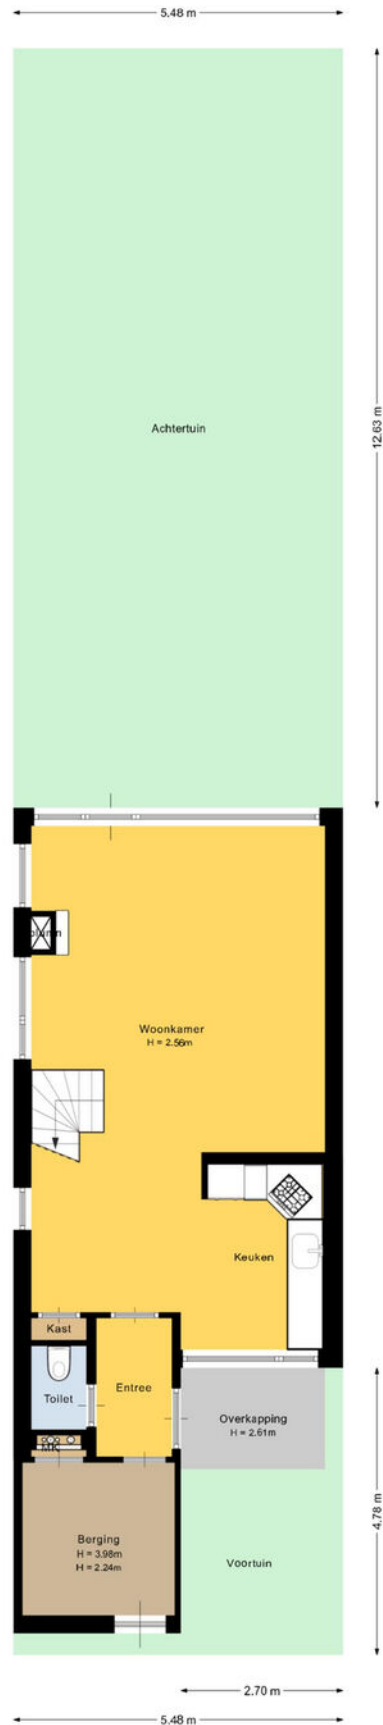 5.48 m
12.63 m
Achtertuin
Woonkamer
H = 2.56m
Keuken
Kast
Entree
Toilet
Overkapping
H = 2.61m
MK
4.78 m
Berging
H = 3.98m
H = 2.24m
Voortuin
2.70 m
5.48 m